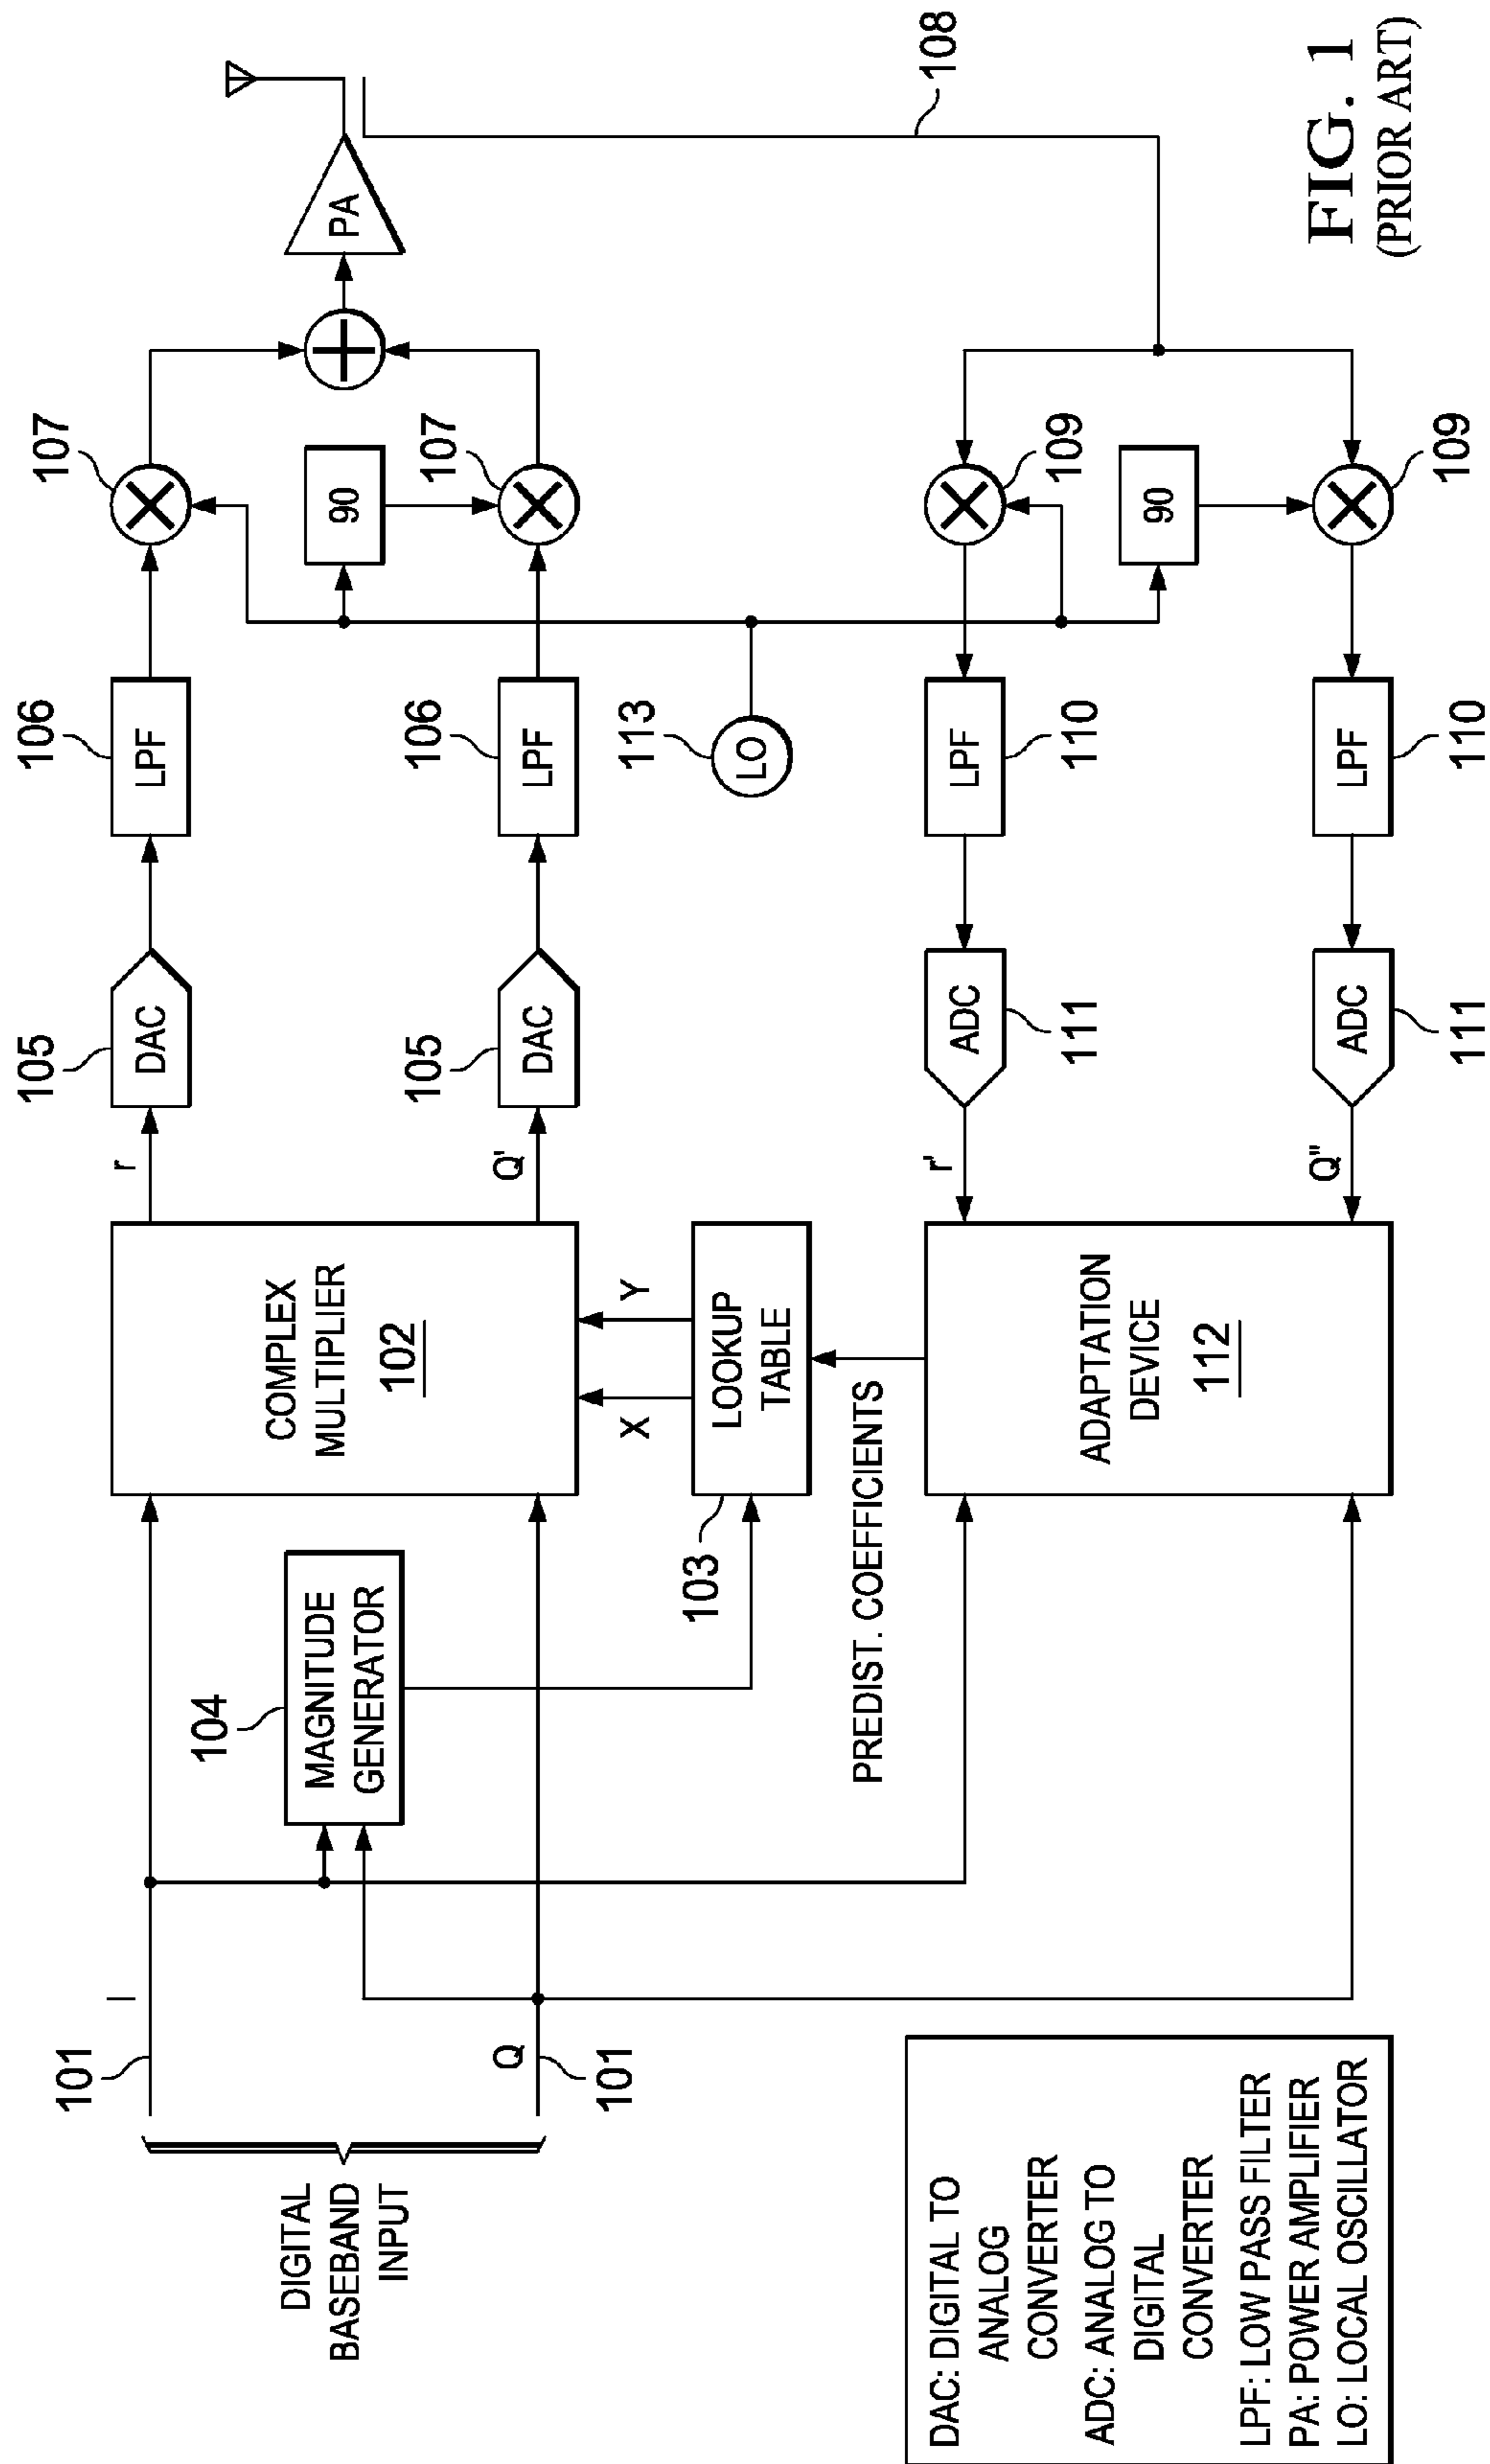 DIGITAL
BASEBAND
INPUT
101
I
Q
101
104
MAGNITUDE
GENERATOR
COMPLEX
MULTIPLIER
102
r
Q'
105
DAC
105
DAC
106
LPF
106
LPF
107
90
107
PA
X
Y
103
LOOKUP
TABLE
113
LO
PREDIST. COEFFICIENTS
108
ADAPTATION
DEVICE
112
r'
Q"
ADC
111
ADC
111
LPF
110
LPF
110
109
90
109
DAC: DIGITAL TO
ANALOG
CONVERTER
ADC: ANALOG TO
DIGITAL
CONVERTER
LPF: LOW PASS FILTER
PA: POWER AMPLIFIER
LO: LOCAL OSCILLATOR
FIG. 1
(PRIOR ART)